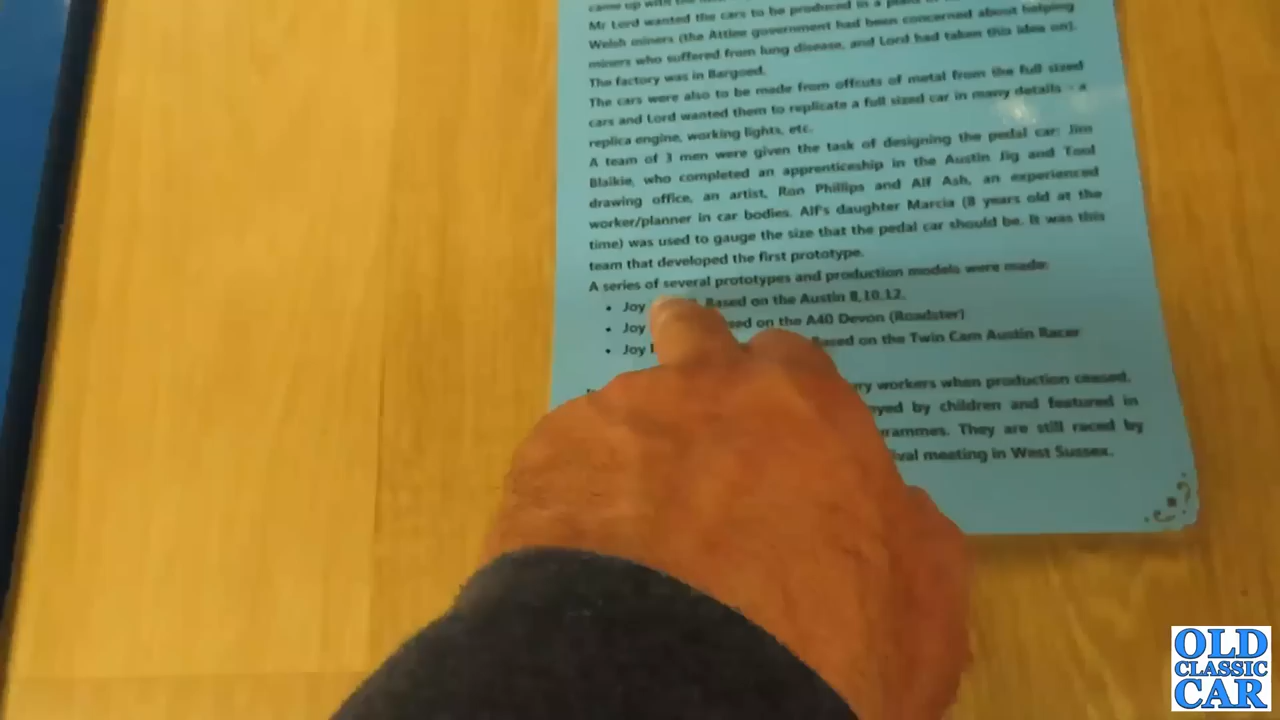 came up with the
Mr Lord wanted the cars to be produced in a
Welsh miners (the Attlee government had been concerned about helping
miners who suffered from lung disease, and Lord had taken this idea on).
The factory was in Bargoed.
The cars were also to be made from offcuts of metal from the full sized
cars and Lord wanted them to replicate a full sized car in many details – a
replica engine, working lights, etc.
A team of 3 men were given the task of designing the pedal car: Jim
Blaikie, who completed an apprenticeship in the Austin Jig and Tool
drawing office, an artist, Ron Phillips and Alf Ash, an experienced
worker/planner in car bodies. Alf's daughter Marcia (8 years old at the
time) was used to gauge the size that the pedal car should be. It was this
team that developed the first prototype.
A series of several prototypes and production models were made:
• Joy Based on the Austin 8,10,12.
• Joy based on the A40 Devon (Roadster)
• Joy Based on the Twin Cam Austin Racer
workers when production ceased.
by children and featured in
They are still raced by
meeting in West Sussex.
OLD
CLASSIC
CAR